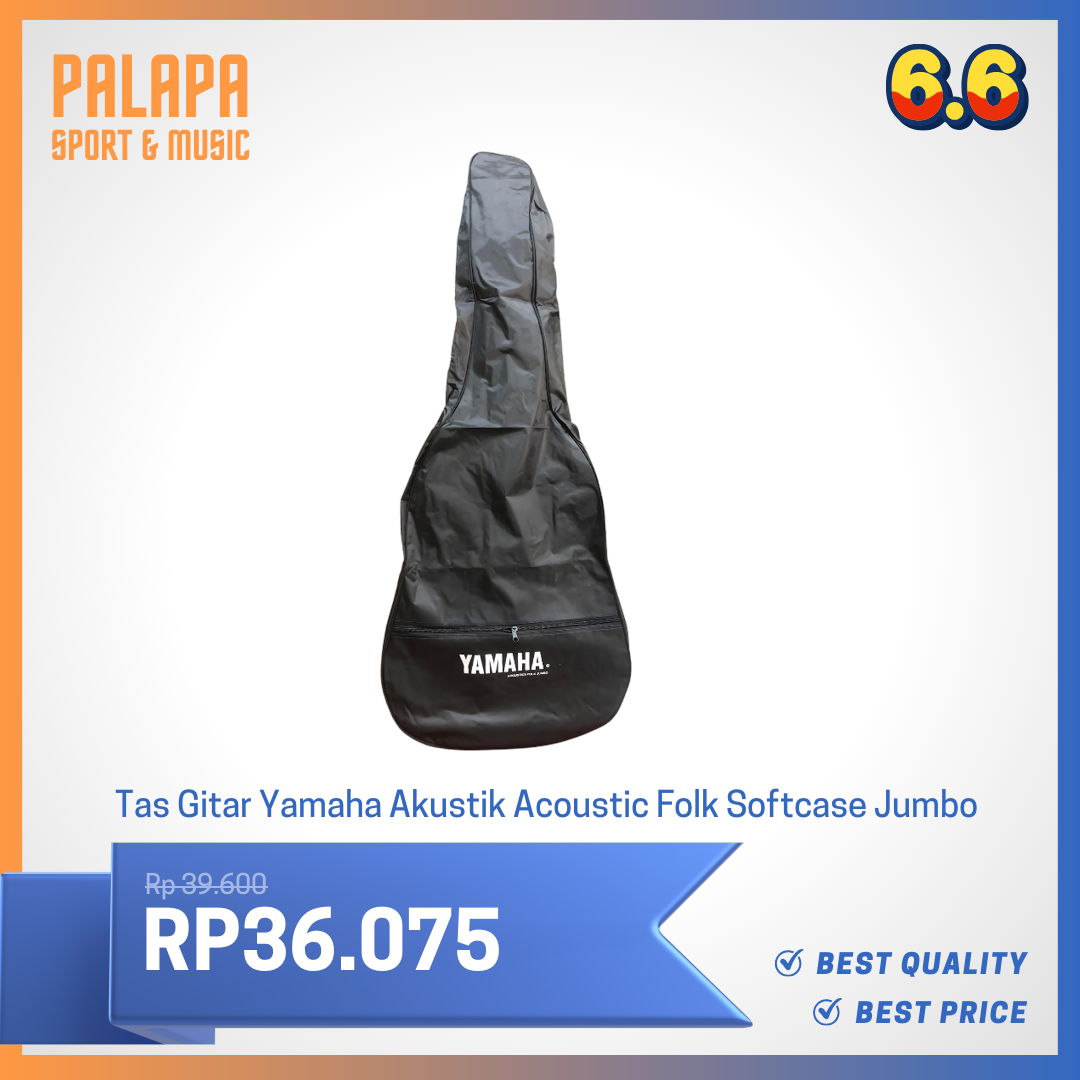 PALAPA
SPORT & MUSIC
6.6
YAMAHA
Tas Gitar Yamaha Akustik Acoustic Folk Softcase Jumbo
Rp 39.600
RP36.075
BEST QUALITY
BEST PRICE